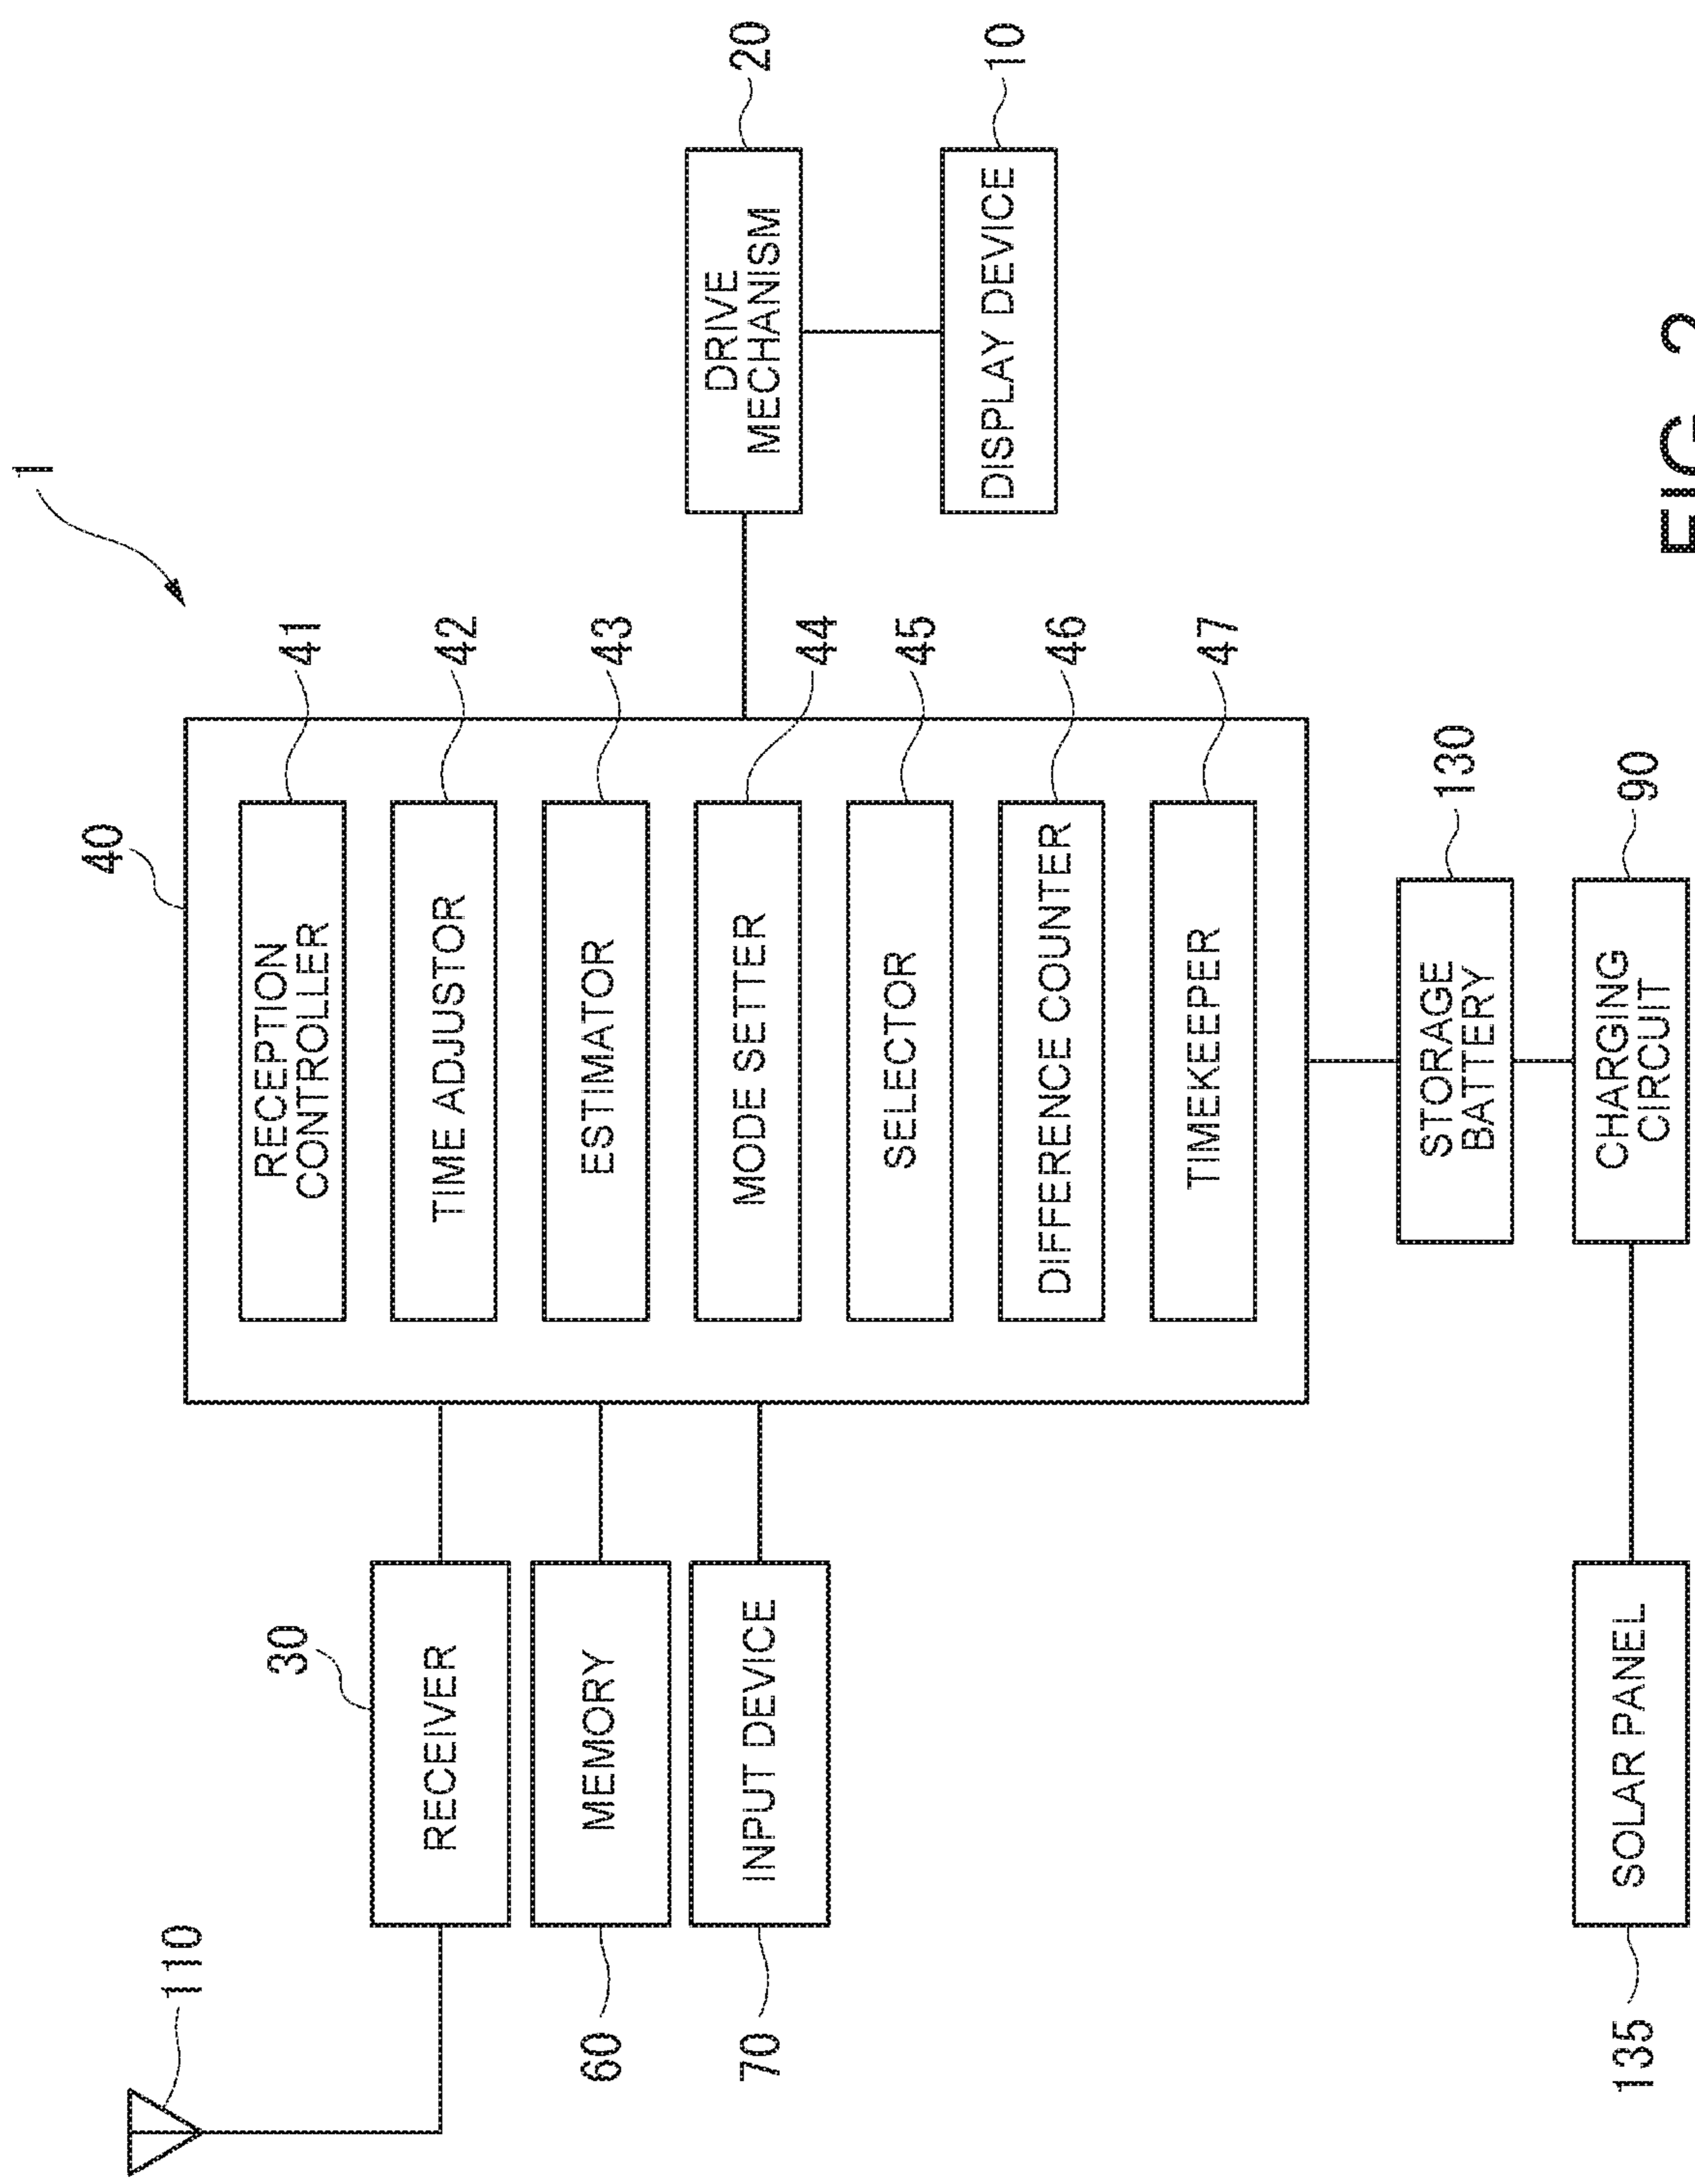 1
40
RECEPTION
CONTROLLER
41
TIME ADJUSTOR
42
ESTIMATOR
43
MODE SETTER
44
SELECTOR
45
DIFFERENCE COUNTER
46
TIMEKEEPER
47
110
30
RECEIVER
60
MEMORY
70
INPUT DEVICE
20
DRIVE
MECHANISM
10
DISPLAY DEVICE
130
STORAGE
BATTERY
90
CHARGING
CIRCUIT
135
SOLAR PANEL
FIG. 2